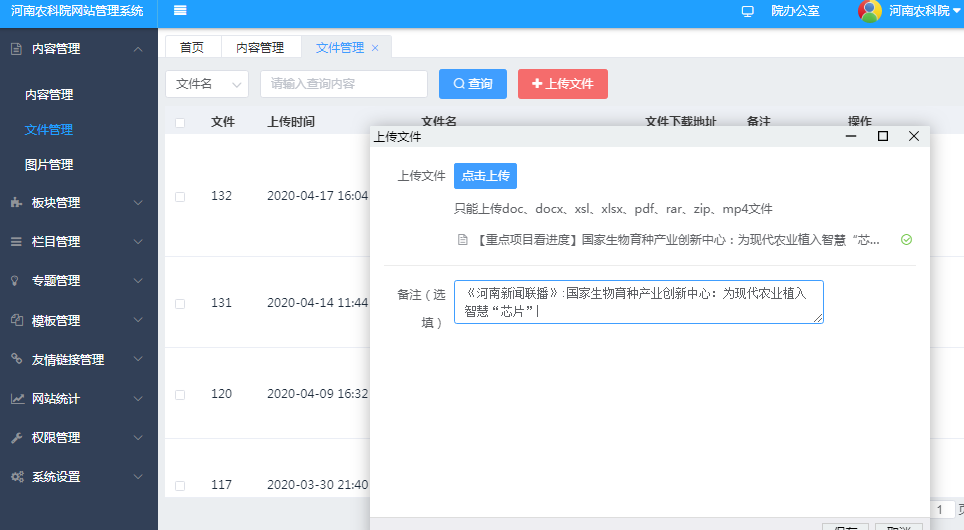 河南农科院网站管理系统
院办公室
河南农科院
内容管理
内容管理
文件管理
图片管理
板块管理
栏目管理
专题管理
模板管理
友情链接管理
网站统计
权限管理
系统设置
首页
内容管理
文件管理 ×
文件名
请输入查询内容
查询
上传文件
文件
上传时间
文件名
文件下载地址
备注
操作
132
2020-04-17 16:04
131
2020-04-14 11:44
120
2020-04-09 16:32
117
2020-03-30 21:40
上传文件
上传文件
点击上传
只能上传doc、docx、xsl、xlsx、pdf、rar、zip、mp4文件
【重点项目看进度】国家生物育种产业创新中心：为现代农业植入智慧“芯...
备注（选
填）
《河南新闻联播》:国家生物育种产业创新中心：为现代农业植入
智慧“芯片”
保存
取消
1
页